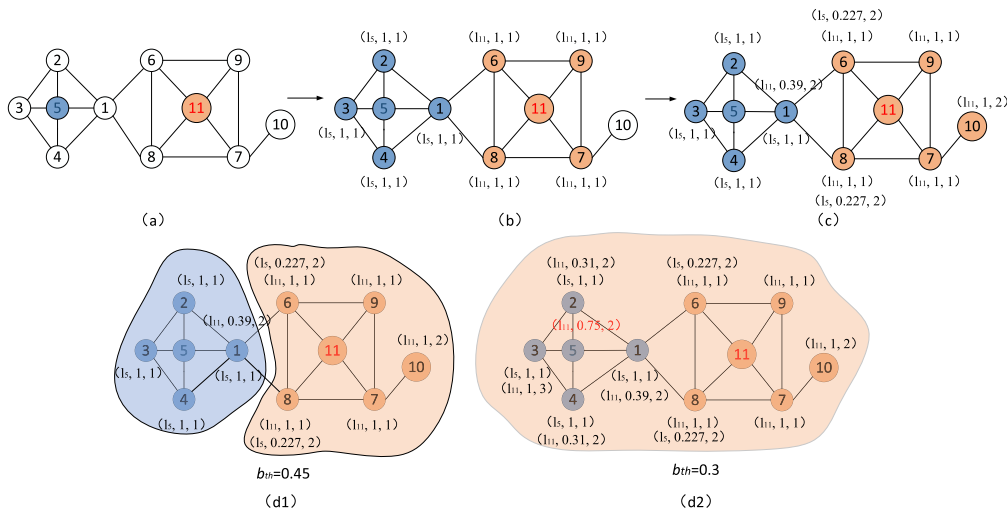 2
3
5
1
4
6
9
11
8
7
10
(a)
(l₅, 1, 1)
2
3
5
1
(l₅, 1, 1)
(l₅, 1, 1)
4
(l₅, 1, 1)
(l₁₁, 1, 1)
(l₁₁, 1, 1)
6
9
11
10
8
7
(l₁₁, 1, 1)
(l₁₁, 1, 1)
(b)
(l₅, 1, 1)
2
(l₁₁, 0.39, 2)
3
5
1
(l₅, 1, 1)
(l₅, 1, 1)
4
(l₅, 1, 1)
(l₅, 0.227, 2)
(l₁₁, 1, 1)
(l₁₁, 1, 1)
6
9
11
(l₁₁, 1, 2)
10
8
7
(l₁₁, 1, 1)
(l₁₁, 1, 1)
(l₅, 0.227, 2)
(c)
(l₅, 1, 1)
2
(l₁₁, 0.39, 2)
3
5
1
(l₅, 1, 1)
(l₅, 1, 1)
4
(l₅, 1, 1)
(l₅, 0.227, 2)
(l₁₁, 1, 1)
(l₁₁, 1, 1)
6
9
11
(l₁₁, 1, 2)
10
8
7
(l₁₁, 1, 1)
(l₁₁, 1, 1)
(l₅, 0.227, 2)
bth=0.45
(d1)
(l₁₁, 0.31, 2)
(l₅, 1, 1)
2
(l₁₁, 0.75, 2)
3
5
1
(l₅, 1, 1)
(l₁₁, 1, 3)
(l₅, 1, 1)
(l₁₁, 0.39, 2)
4
(l₅, 1, 1)
(l₁₁, 0.31, 2)
(l₅, 0.227, 2)
(l₁₁, 1, 1)
(l₁₁, 1, 1)
6
9
11
(l₁₁, 1, 2)
10
8
7
(l₁₁, 1, 1)
(l₁₁, 1, 1)
(l₅, 0.227, 2)
bth=0.3
(d2)